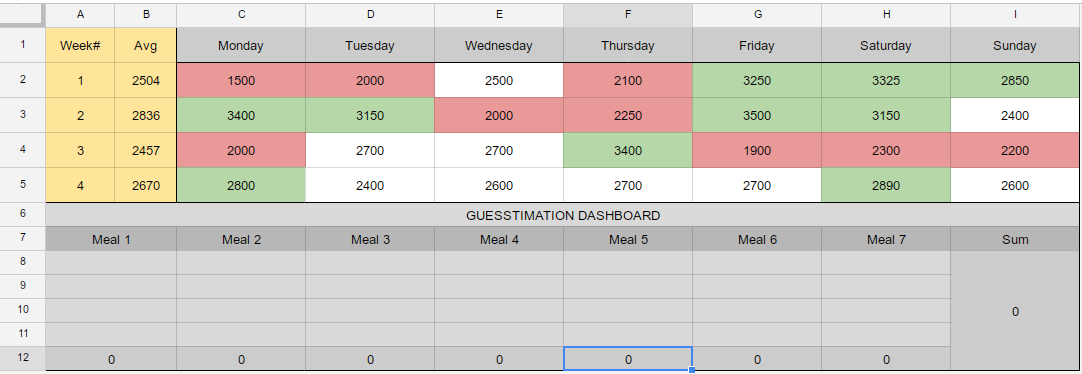 A B C D E F G H I
1 Week# Avg Monday Tuesday Wednesday Thursday Friday Saturday Sunday
2 1 2504 1500 2000 2500 2100 3250 3325 2850
3 2 2836 3400 3150 2000 2250 3500 3150 2400
4 3 2457 2000 2700 2700 3400 1900 2300 2200
5 4 2670 2800 2400 2600 2700 2700 2890 2600
6 GUESSTIMATION DASHBOARD
7 Meal 1 Meal 2 Meal 3 Meal 4 Meal 5 Meal 6 Meal 7 Sum
8
9
10 0
11
12 0 0 0 0 0 0 0